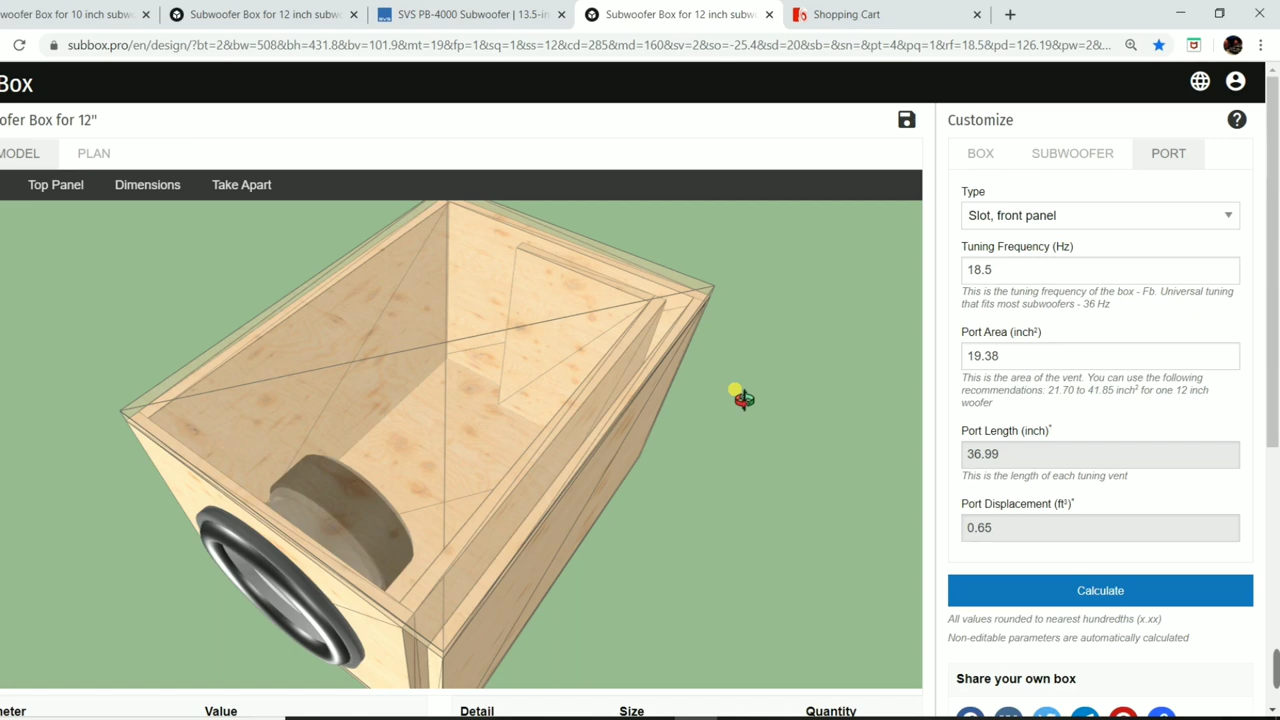 woofer Box for 10 inch subw
Subwoofer Box for 12 inch subw
SVS PB-4000 Subwoofer | 13.5-in
Subwoofer Box for 12 inch subw
Shopping Cart
subbox.pro/en/design/?bt=2&bw=508&bh=431.8&bv=101.9&mt=19&fp=1&sq=1&ss=12&cd=285&md=160&sv=2&so=-25.4&sd=20&sb=&sn=&pt=4&pq=1&rf=18.5&pd=126.19&pw=2&...
Box
ofer Box for 12"
MODEL
PLAN
Top Panel
Dimensions
Take Apart
Customize
BOX
SUBWOOFER
PORT
Type
Slot, front panel
Tuning Frequency (Hz)
18.5
This is the tuning frequency of the box - Fb. Universal tuning
that fits most subwoofers - 36 Hz
Port Area (inch²)
19.38
This is the area of the vent. You can use the following
recommendations: 21.70 to 41.85 inch² for one 12 inch
woofer
Port Length (inch)*
36.99
This is the length of each tuning vent
Port Displacement (ft³)*
0.65
Calculate
All values rounded to nearest hundredths (x.xx)
Non-editable parameters are automatically calculated
Share your own box
meter
Value
Detail
Size
Quantity